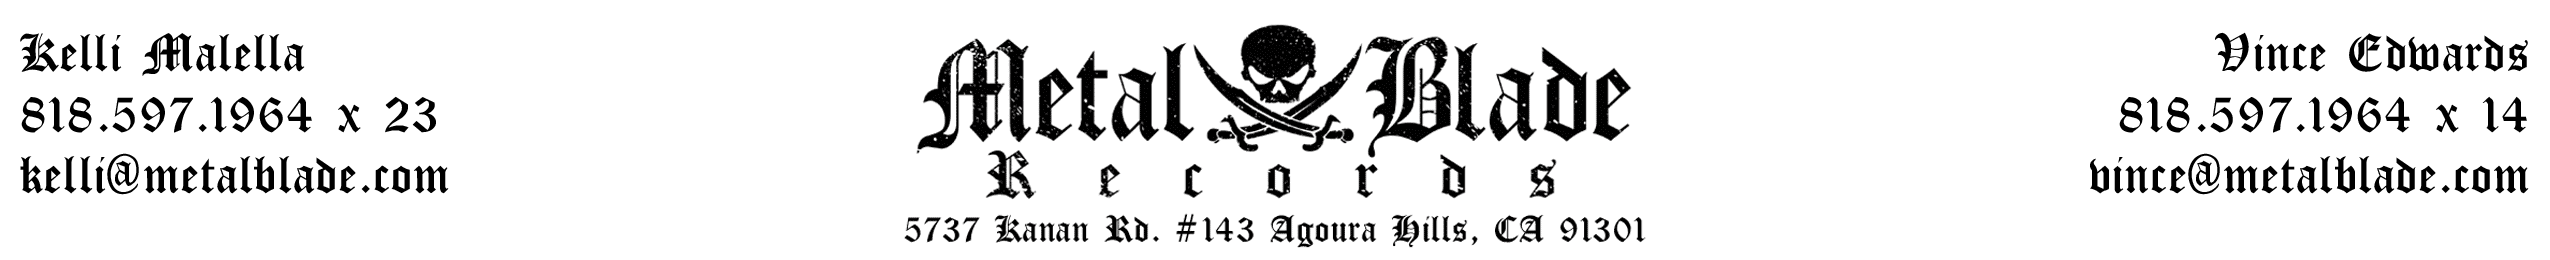 Kelli Malella
818.597.1964 x 23
kelli@metalblade.com
Metal Blade
Records
5737 Kanan Rd. #143 Agoura Hills, CA 91301
Vince Edwards
818.597.1964 x 14
vince@metalblade.com